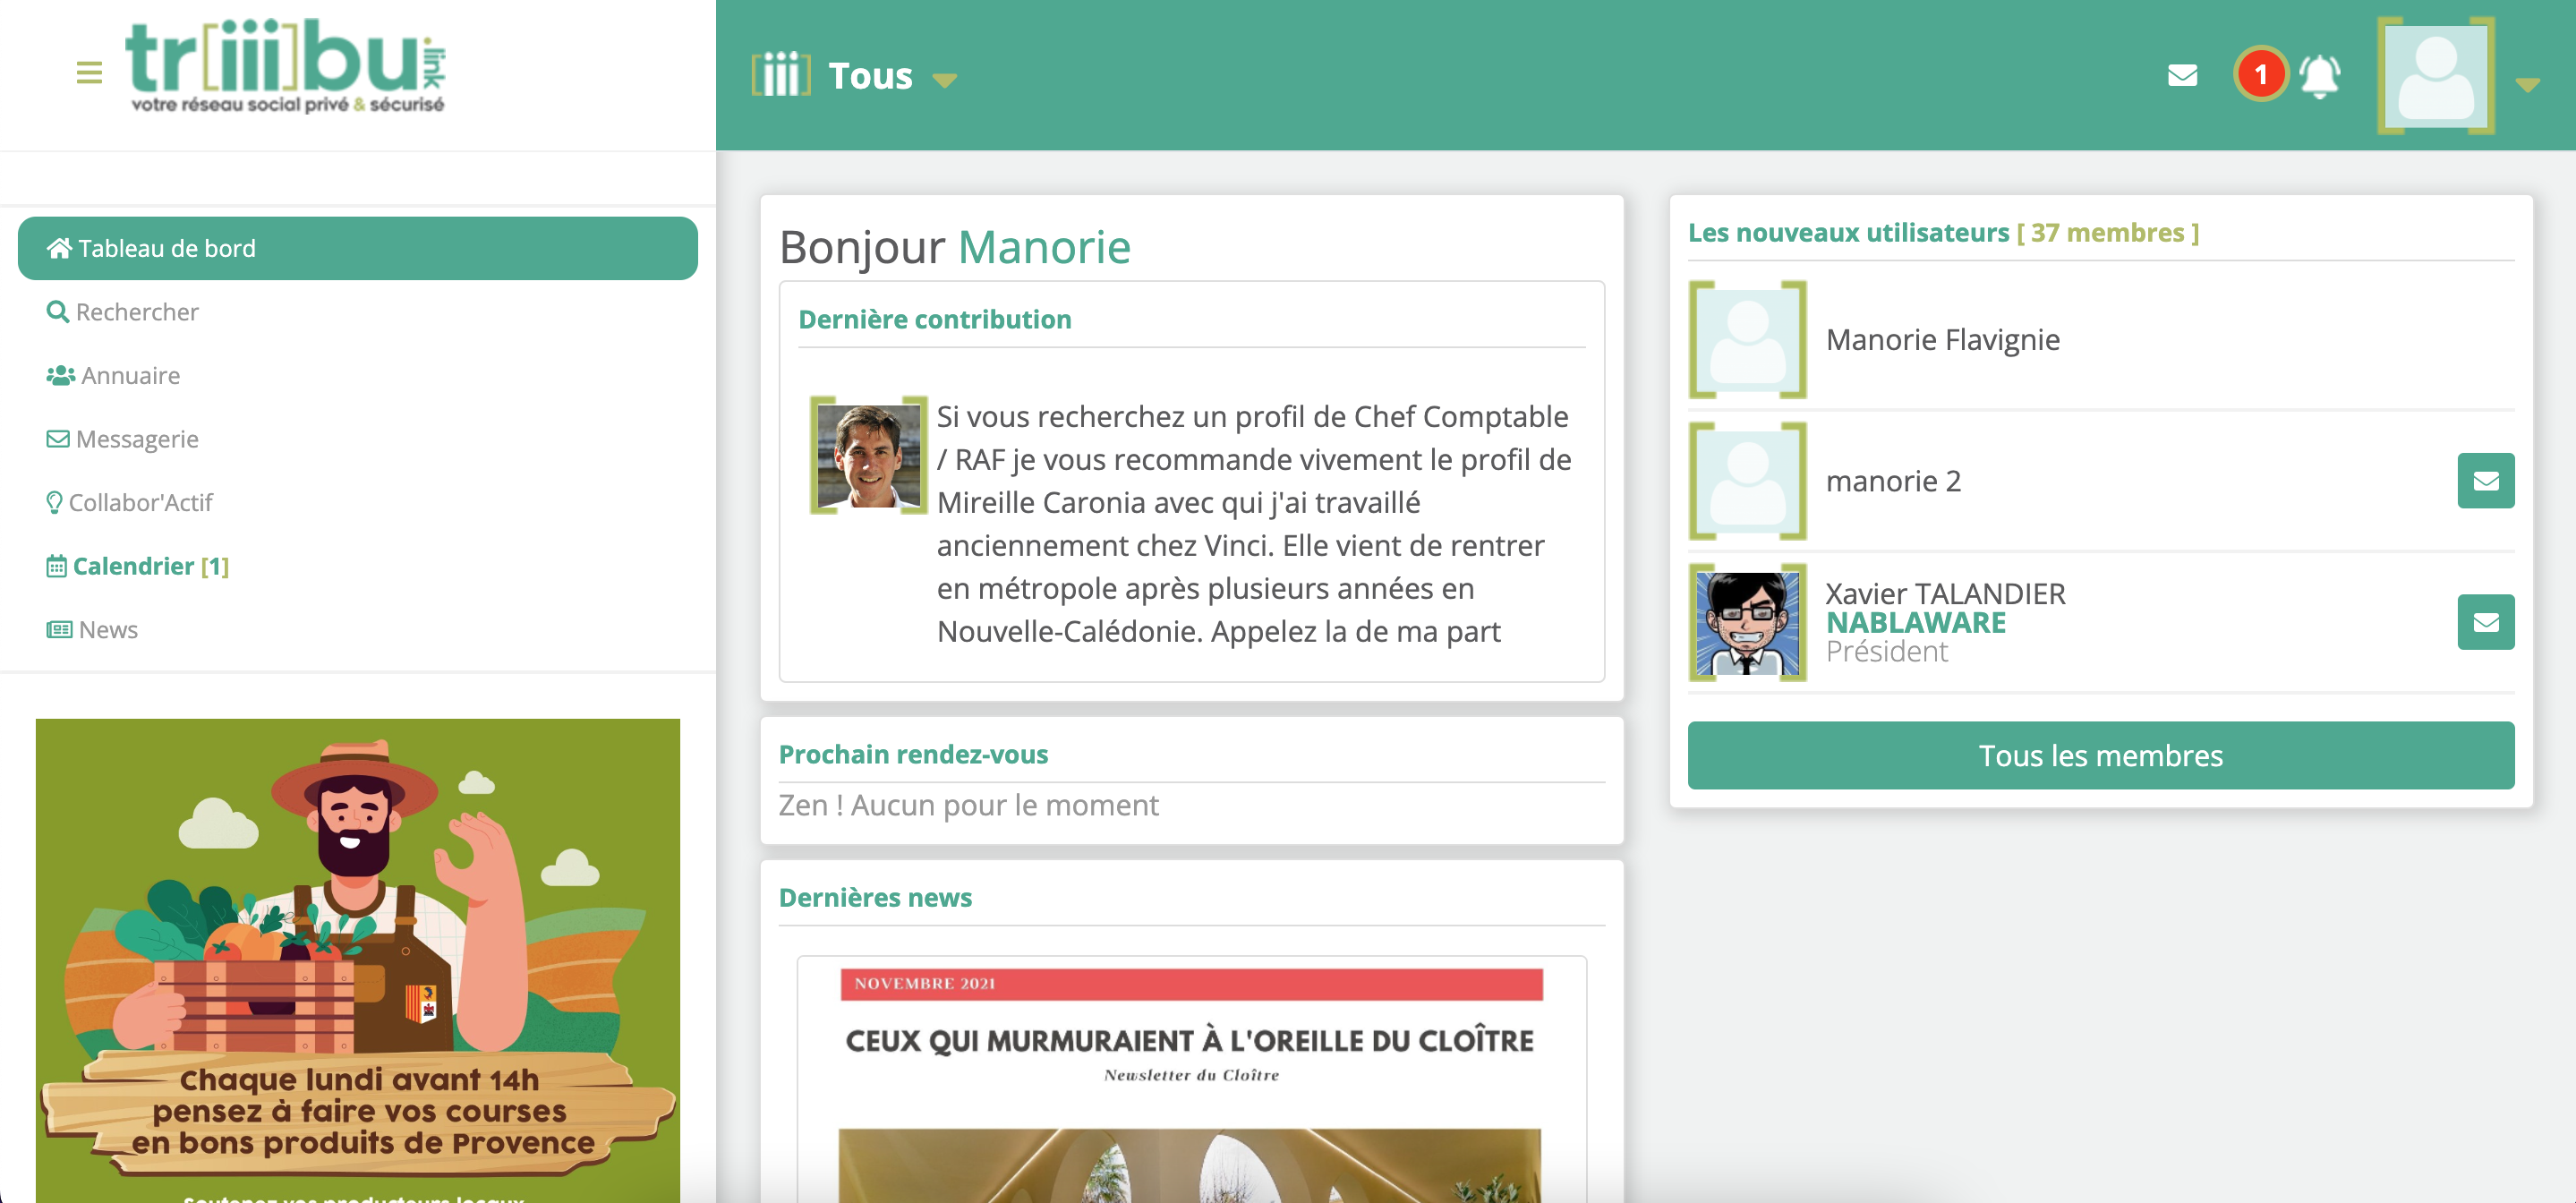 tr[iii]bu.link
votre réseau social privé & sécurisé
[iii] Tous
1
Tableau de bord
Rechercher
Annuaire
Messagerie
Collabor'Actif
Calendrier [1]
News
Chaque lundi avant 14h
pensez à faire vos courses
en bons produits de Provence
Soutenez vos producteurs locaux
Bonjour Manorie
Dernière contribution
Si vous recherchez un profil de Chef Comptable
/ RAF je vous recommande vivement le profil de
Mireille Caronia avec qui j'ai travaillé
anciennement chez Vinci. Elle vient de rentrer
en métropole après plusieurs années en
Nouvelle-Calédonie. Appelez la de ma part
Prochain rendez-vous
Zen ! Aucun pour le moment
Dernières news
NOVEMBRE 2021
CEUX QUI MURMURAIENT À L'OREILLE DU CLOÎTRE
Newsletter du Cloître
Les nouveaux utilisateurs [ 37 membres ]
Manorie Flavignie
manorie 2
Xavier TALANDIER
NABLAWARE
Président
Tous les membres